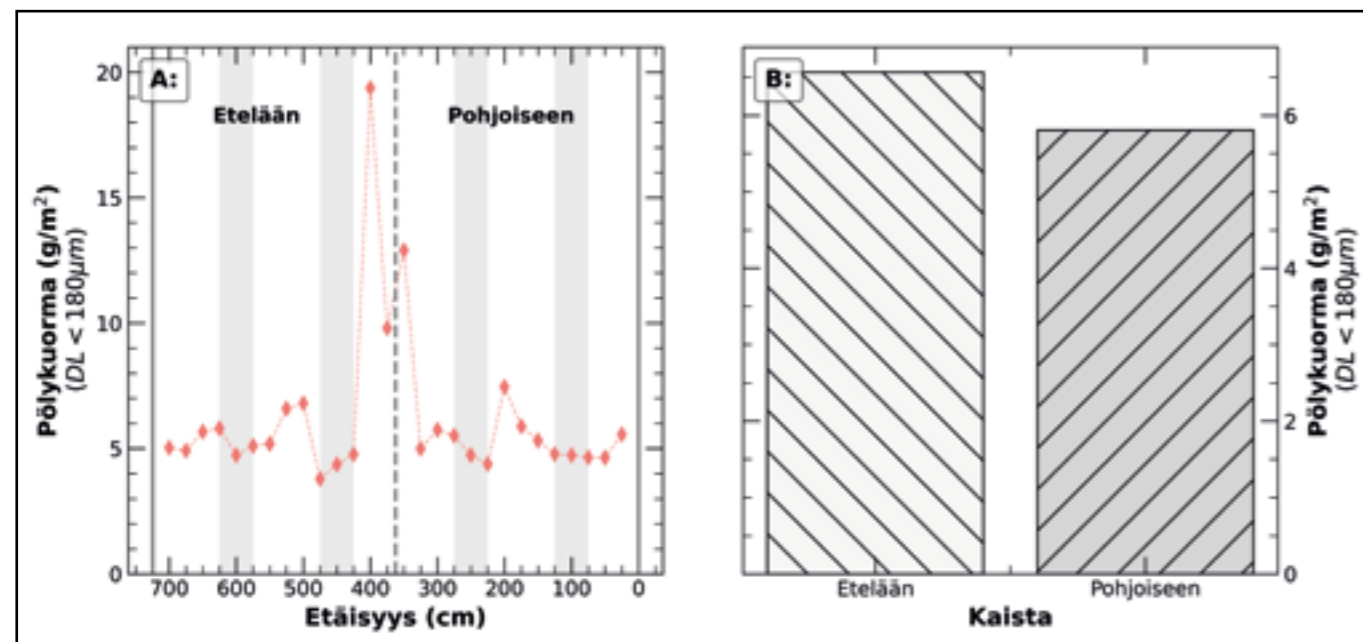 A:
Etelään
Pohjoiseen
20
15
10
5
0
Pölykuorma (g/m²)
(DL < 180μm)
700 600 500 400 300 200 100 0
Etäisyys (cm)
B:
6
4
2
0
Pölykuorma (g/m²)
(DL < 180μm)
Etelään Pohjoiseen
Kaista